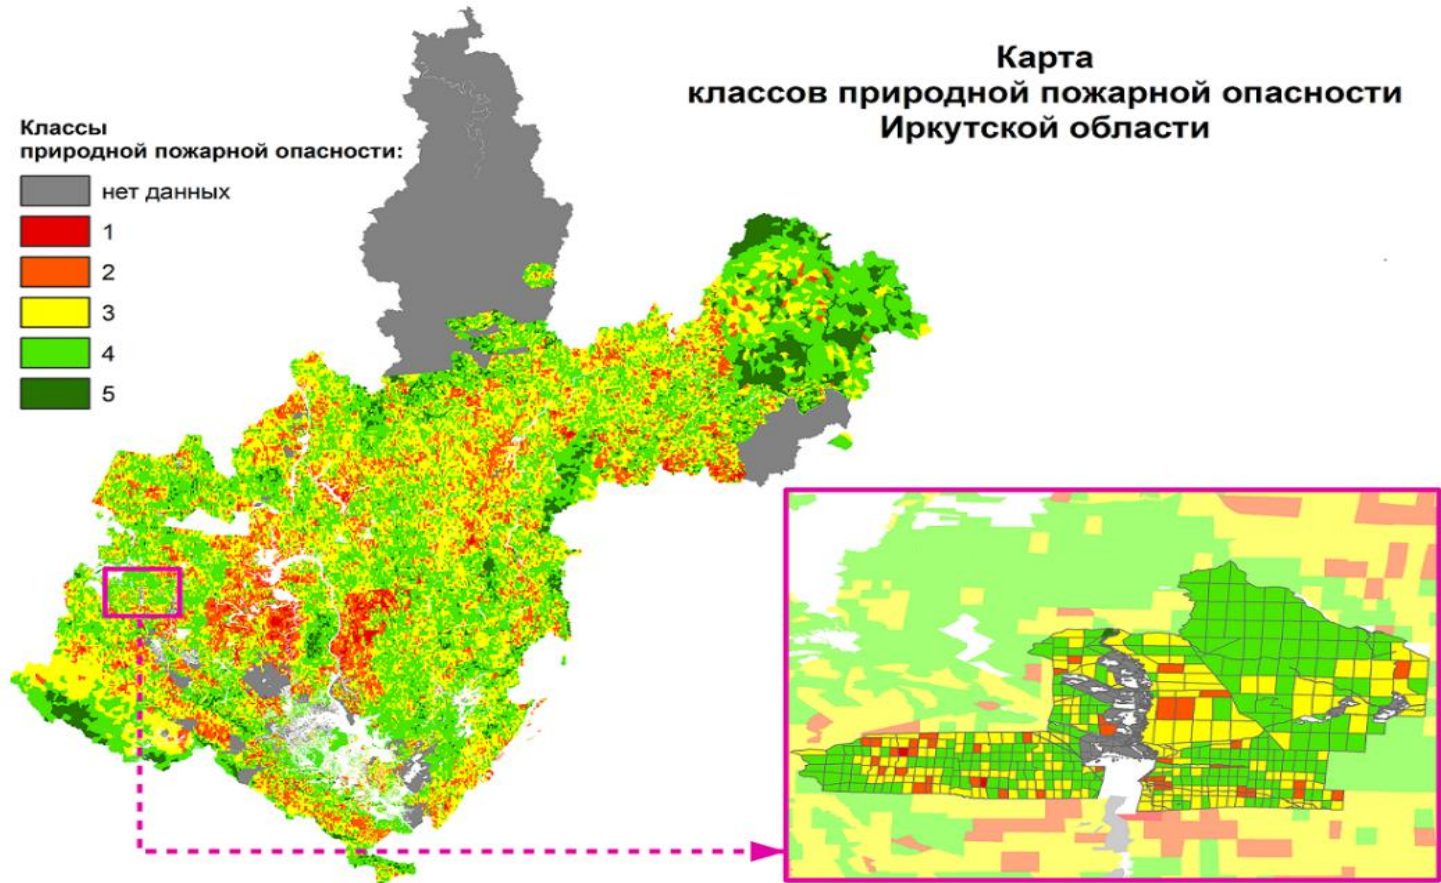 Карта
классов природной пожарной опасности
Иркутской области
Классы
природной пожарной опасности:
нет данных
1
2
3
4
5